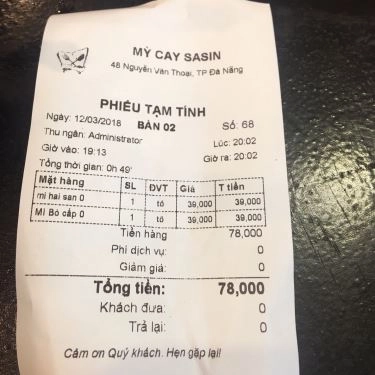 MỲ CAY SASIN
48 Nguyễn Văn Thoại, TP Đà Nẵng
PHIẾU TẠM TÍNH
Ngày: 12/03/2018 BÀN 02 Số: 68
Thu ngân: Administrator Lúc: 20:02
Giờ vào: 19:13 Giờ ra: 20:02
Tổng thời gian: 0h 49'
Mặt hàng SL ĐVT Giá T tiền
mi hai san 0 1 tô 39,000 39,000
Mì Bò cấp 0 1 tô 39,000 39,000
Tiền hàng 78,000
Phí dịch vụ: 0
Giảm giá: 0
Tổng tiền: 78,000
Khách đưa: 0
Trả lại: 0
Cảm ơn Quý khách. Hẹn gặp lại!